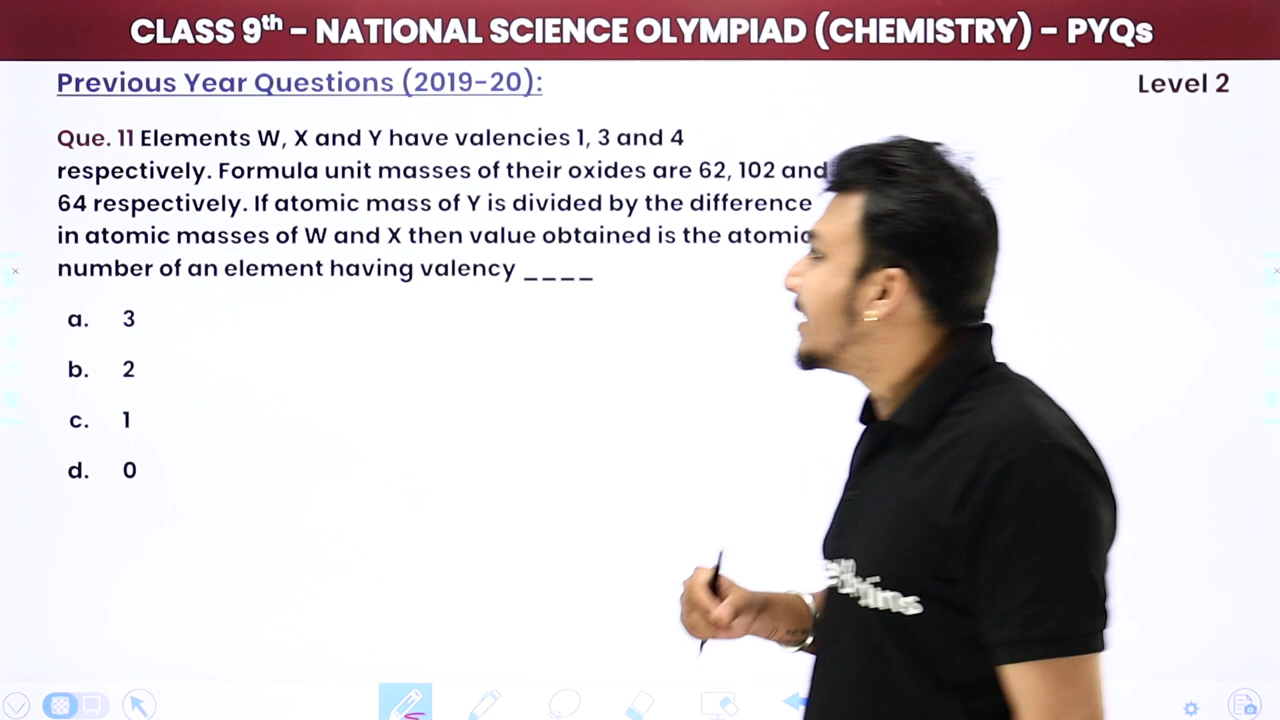 CLASS 9th – NATIONAL SCIENCE OLYMPIAD (CHEMISTRY) – PYQs
Previous Year Questions (2019-20):
Level 2
Que. 11 Elements W, X and Y have valencies 1, 3 and 4
respectively. Formula unit masses of their oxides are 62, 102 and
64 respectively. If atomic mass of Y is divided by the difference
in atomic masses of W and X then value obtained is the atomic
number of an element having valency ____
a. 3
b. 2
c. 1
d. 0